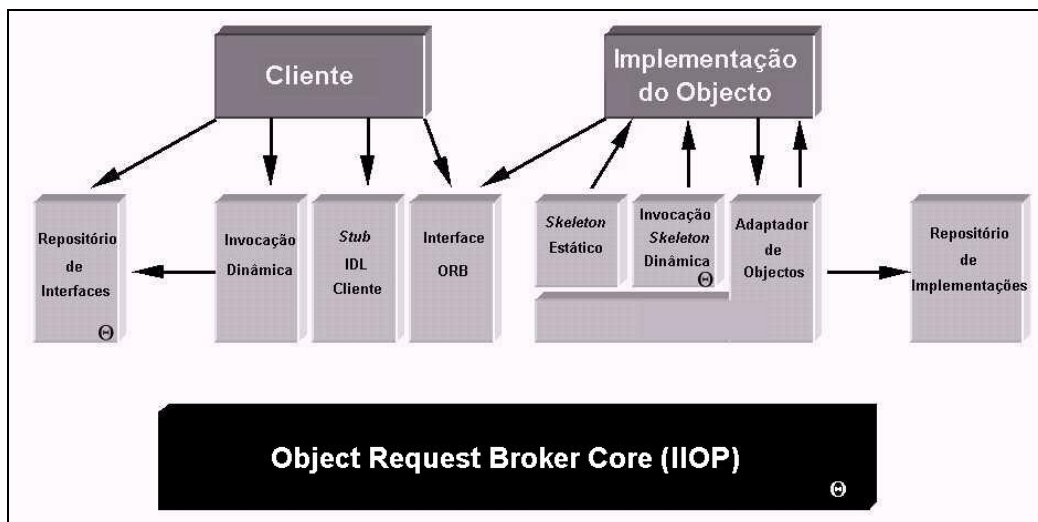 Cliente
Implementação
do Objecto
Repositório
de
Interfaces
Θ
Invocação
Dinâmica
Stub
IDL
Cliente
Interface
ORB
Skeleton
Estático
Invocação
Skeleton
Dinâmica
Θ
Adaptador
de
Objectos
Repositório
de
Implementações
Object Request Broker Core (IIOP)
Θ